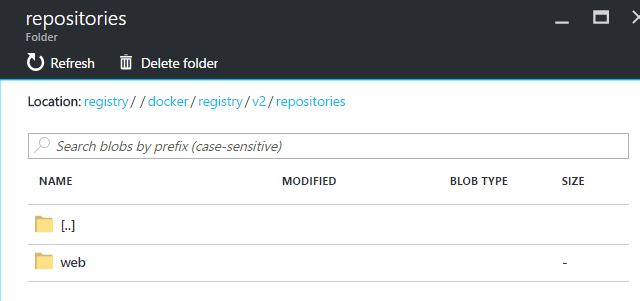 repositories
Folder
Refresh Delete folder
Location: registry / / docker / registry / v2 / repositories
Search blobs by prefix (case-sensitive)
NAME MODIFIED BLOB TYPE SIZE
[..]
web -